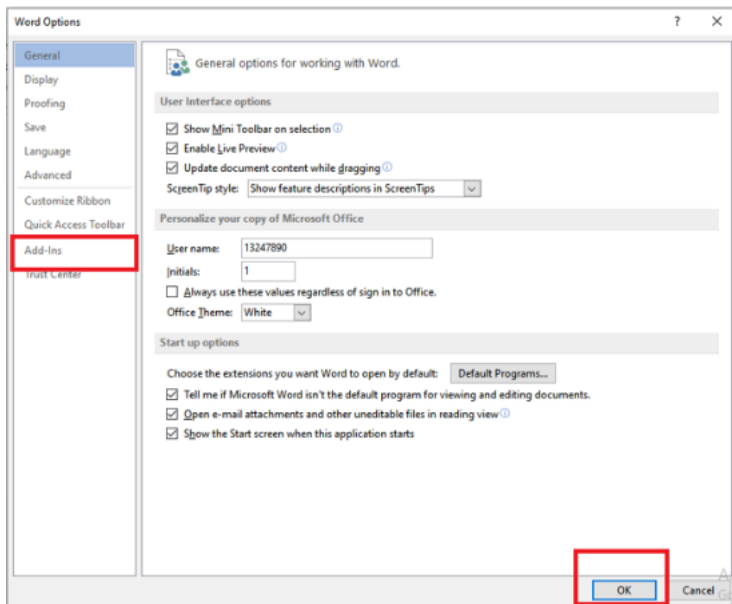 Word Options ? ×
General
Display
Proofing
Save
Language
Advanced
Customize Ribbon
Quick Access Toolbar
Add-Ins
Trust Center
General options for working with Word.
User Interface options
Show Mini Toolbar on selection
Enable Live Preview
Update document content while dragging
ScreenTip style: Show feature descriptions in ScreenTips
Personalize your copy of Microsoft Office
User name: 13247890
Initials: 1
Always use these values regardless of sign in to Office.
Office Theme: White
Start up options
Choose the extensions you want Word to open by default: Default Programs...
Tell me if Microsoft Word isn't the default program for viewing and editing documents.
Open e-mail attachments and other uneditable files in reading view
Show the Start screen when this application starts
OK Cancel